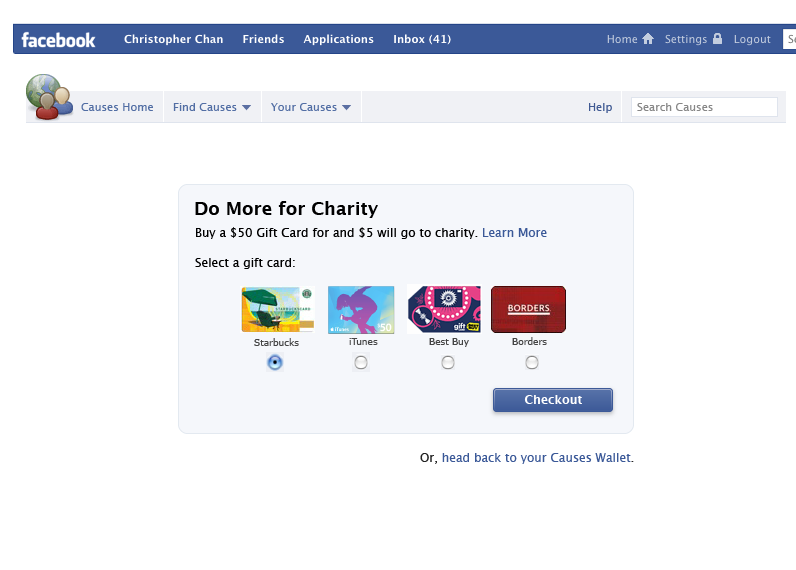 facebook Christopher Chan Friends Applications Inbox (41) Home Settings Logout
Causes Home Find Causes Your Causes Help Search Causes
Do More for Charity
Buy a $50 Gift Card for and $5 will go to charity. Learn More
Select a gift card:
STARBUCKS CARD iTunes $50 gift BEST BUY BORDERS
Starbucks iTunes Best Buy Borders
Checkout
Or, head back to your Causes Wallet.